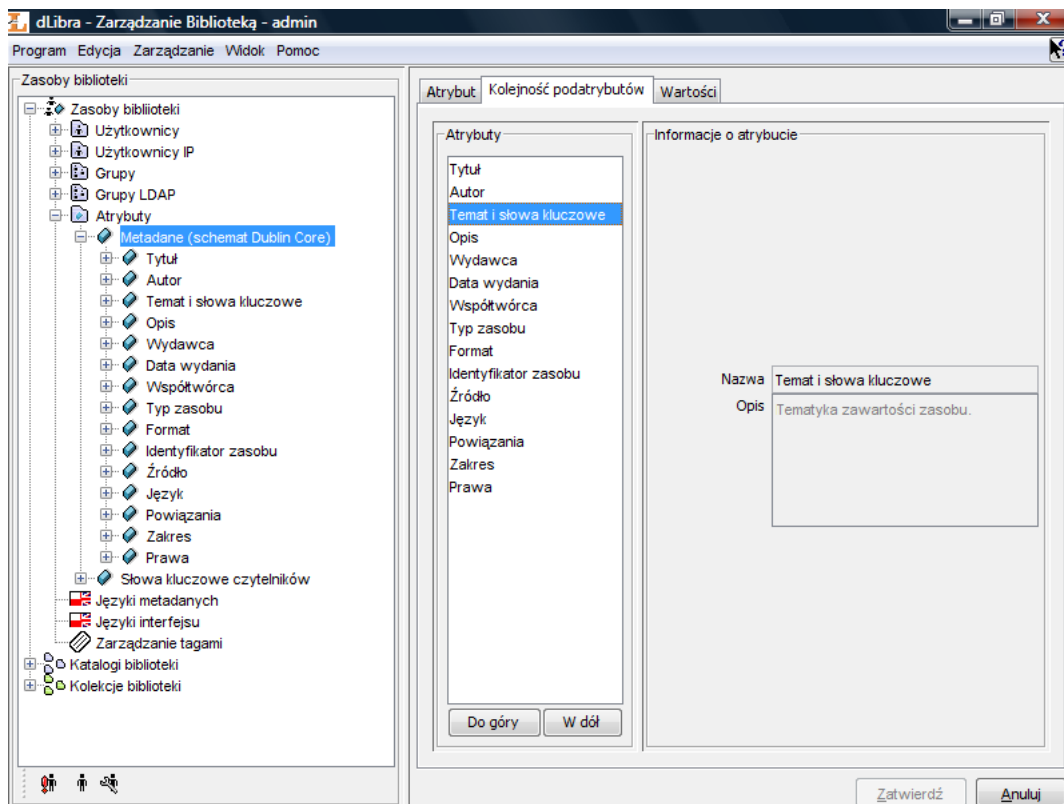 dLibra - Zarządzanie Biblioteką - admin
Program Edycja Zarządzanie Widok Pomoc
Zasoby biblioteki
Zasoby bibliioteki
Użytkownicy
Użytkownicy IP
Grupy
Grupy LDAP
Atrybuty
Metadane (schemat Dublin Core)
Tytuł
Autor
Temat i słowa kluczowe
Opis
Wydawca
Data wydania
Współtwórca
Typ zasobu
Format
Identyfikator zasobu
Źródło
Język
Powiązania
Zakres
Prawa
Słowa kluczowe czytelników
Języki metadanych
Języki interfejsu
Zarządzanie tagami
Katalogi biblioteki
Kolekcje biblioteki
Atrybut Kolejność podatrybutów Wartości
Atrybuty
Tytuł
Autor
Temat i słowa kluczowe
Opis
Wydawca
Data wydania
Współtwórca
Typ zasobu
Format
Identyfikator zasobu
Źródło
Język
Powiązania
Zakres
Prawa
Do góry W dół
Informacje o atrybucie
Nazwa Temat i słowa kluczowe
Opis Tematyka zawartości zasobu.
Zatwierdź Anuluj